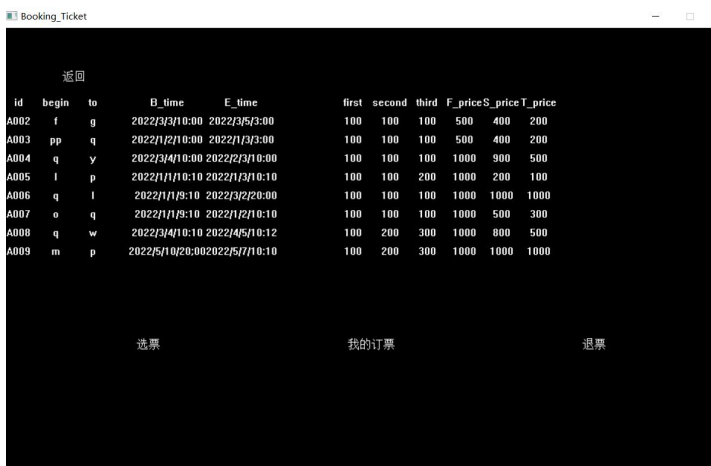 Booking_Ticket
返回
id begin to B_time E_time first second third F_price S_price T_price
A002 f g 2022/3/3/10:00 2022/3/5/3:00 100 100 100 500 400 200
A003 pp q 2022/1/2/10:00 2022/1/3/3:00 100 100 100 500 400 200
A004 q y 2022/3/4/10:00 2022/2/3/10:00 100 100 100 1000 900 500
A005 l p 2022/1/1/10:10 2022/1/3/10:10 100 100 200 1000 200 100
A006 q l 2022/1/1/9:10 2022/3/2/20:00 100 100 100 1000 1000 1000
A007 o q 2022/1/1/9:10 2022/1/2/10:10 100 100 100 1000 500 300
A008 q w 2022/3/4/10:10 2022/4/5/10:12 100 200 300 1000 800 500
A009 m p 2022/5/10/20;00 2022/5/7/10:10 100 200 300 1000 1000 1000
选票 我的订票 退票